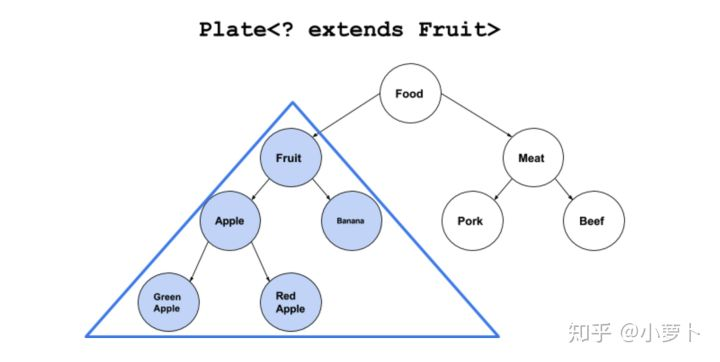 Plate<? extends Fruit>
Food
Fruit
Meat
Apple
Banana
Pork
Beef
Green
Apple
Red
Apple
知乎 @小萝卜